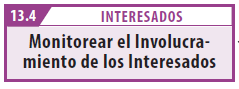 13.4 INTERESADOS
Monitorear el Involucra-
miento de los Interesados